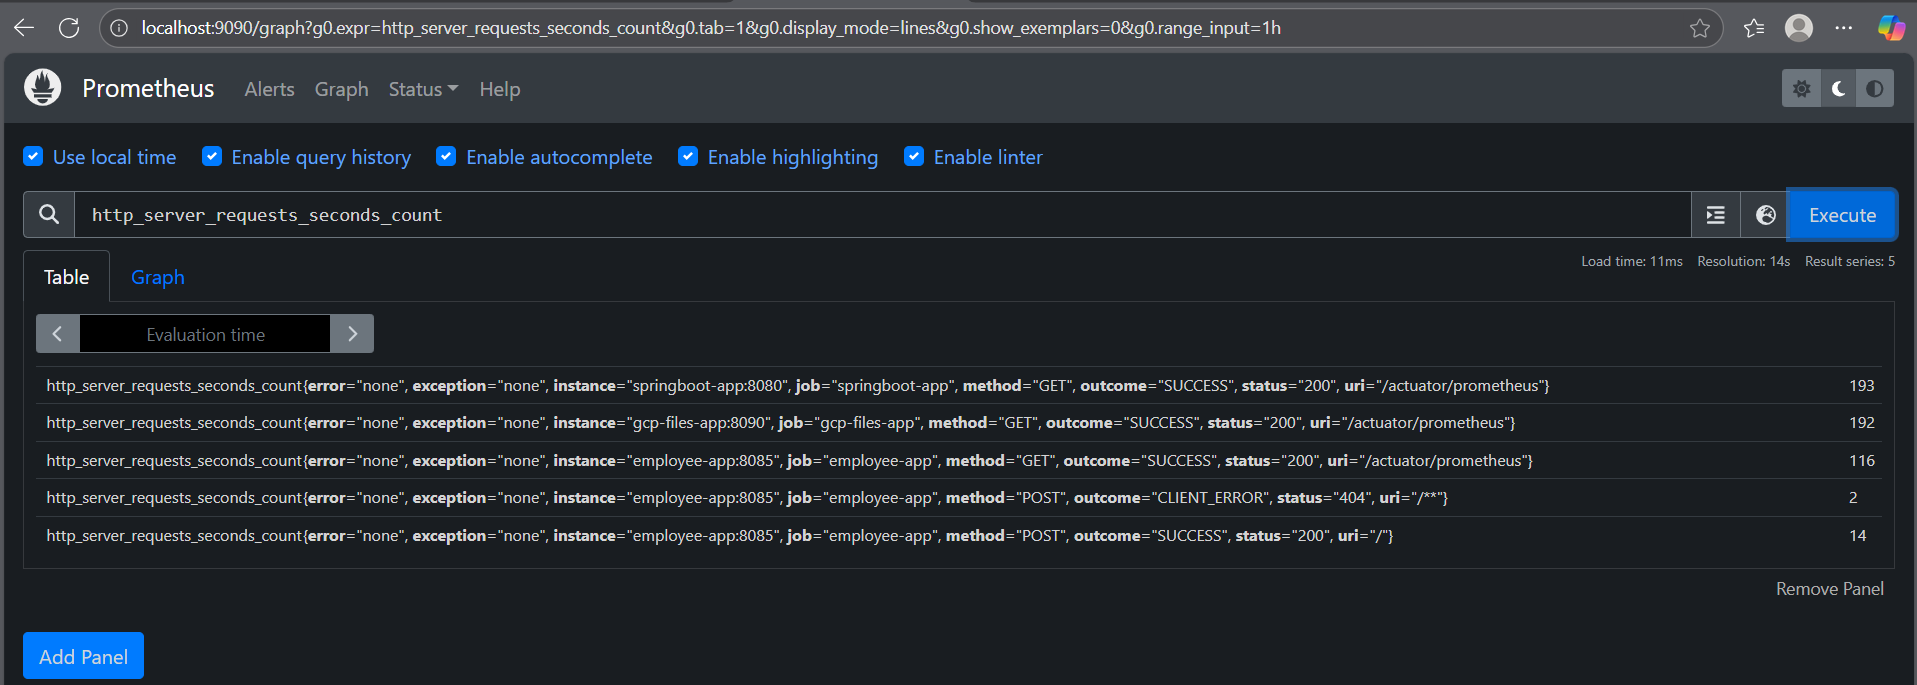 localhost:9090/graph?g0.expr=http_server_requests_seconds_count&g0.tab=1&g0.display_mode=lines&g0.show_exemplars=0&g0.range_input=1h
Prometheus Alerts Graph Status Help
Use local time Enable query history Enable autocomplete Enable highlighting Enable linter
http_server_requests_seconds_count Execute
Table Graph Load time: 11ms Resolution: 14s Result series: 5
Evaluation time
http_server_requests_seconds_count{error="none", exception="none", instance="springboot-app:8080", job="springboot-app", method="GET", outcome="SUCCESS", status="200", uri="/actuator/prometheus"} 193
http_server_requests_seconds_count{error="none", exception="none", instance="gcp-files-app:8090", job="gcp-files-app", method="GET", outcome="SUCCESS", status="200", uri="/actuator/prometheus"} 192
http_server_requests_seconds_count{error="none", exception="none", instance="employee-app:8085", job="employee-app", method="GET", outcome="SUCCESS", status="200", uri="/actuator/prometheus"} 116
http_server_requests_seconds_count{error="none", exception="none", instance="employee-app:8085", job="employee-app", method="POST", outcome="CLIENT_ERROR", status="404", uri="/**"} 2
http_server_requests_seconds_count{error="none", exception="none", instance="employee-app:8085", job="employee-app", method="POST", outcome="SUCCESS", status="200", uri="/"} 14
Remove Panel
Add Panel